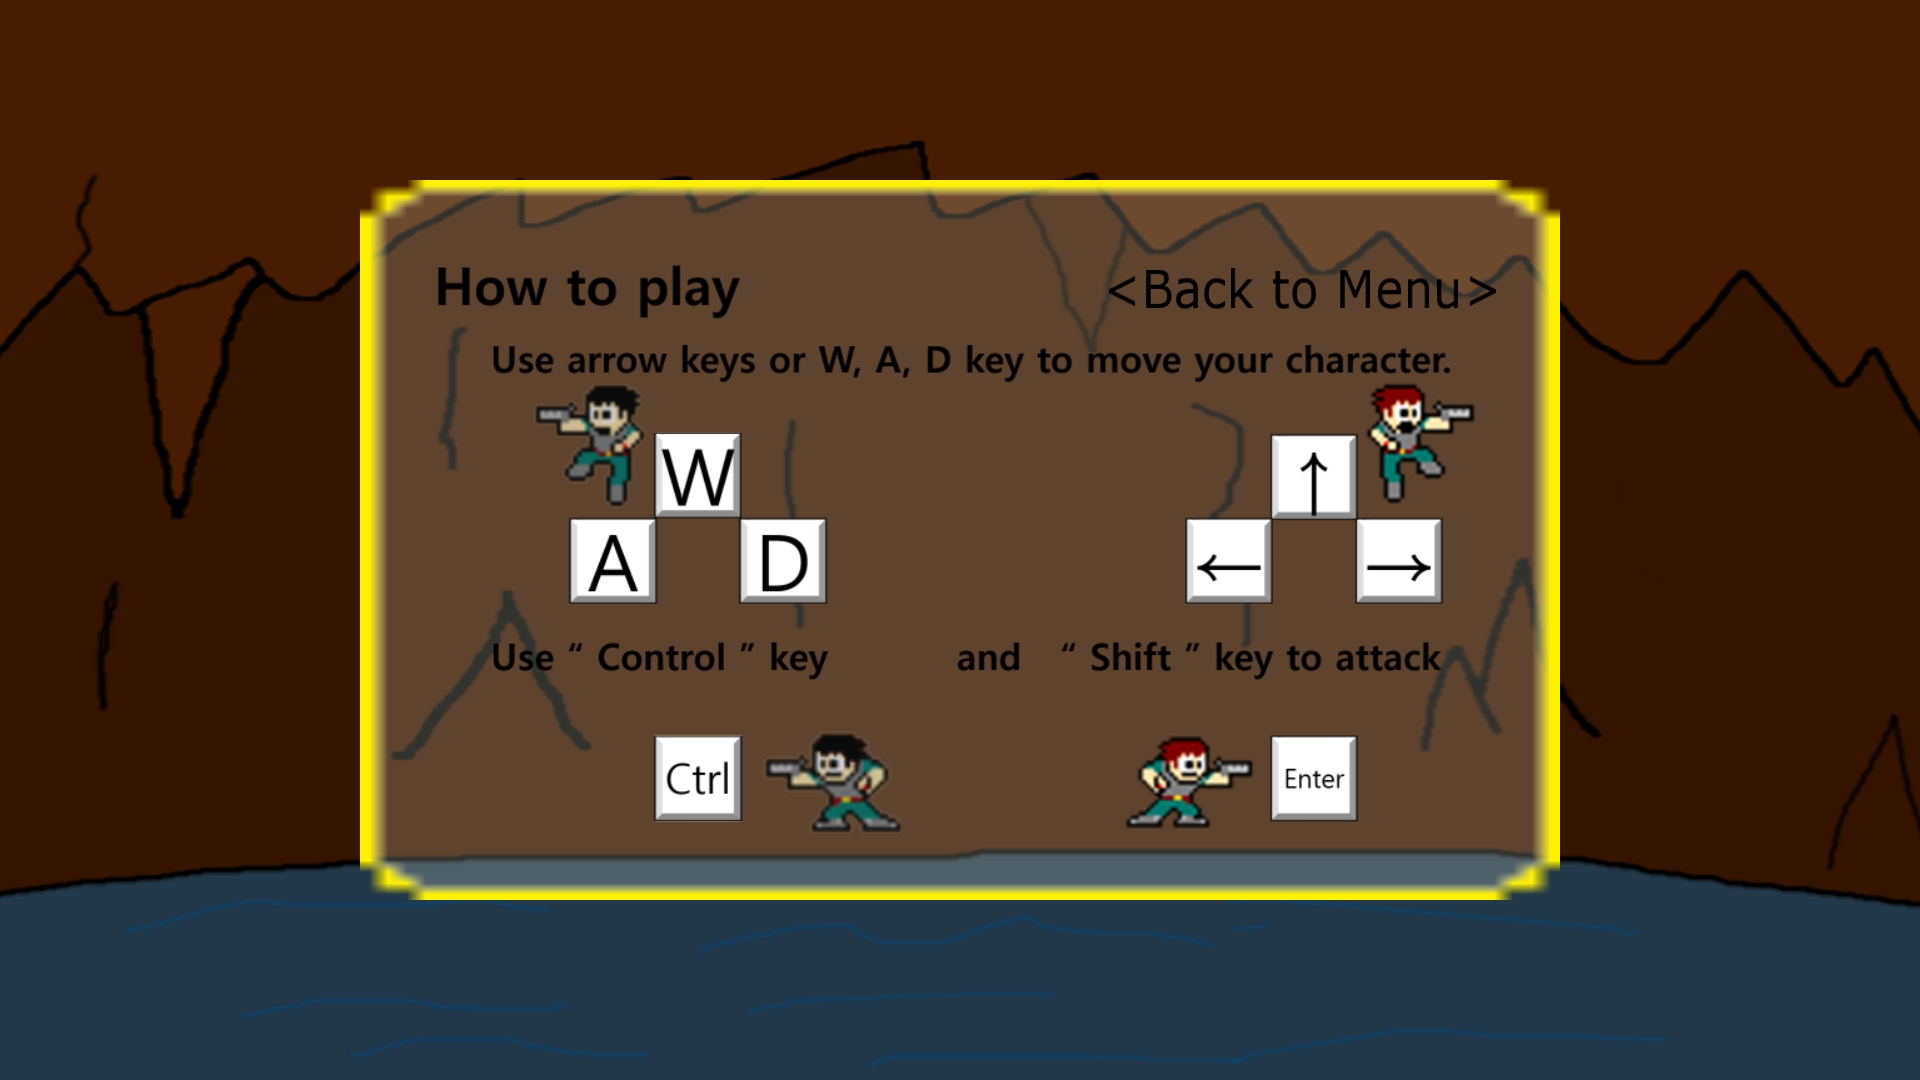 How to play <Back to Menu>
Use arrow keys or W, A, D key to move your character.
W ↑
A D ← →
Use “ Control ” key and “ Shift ” key to attack
Ctrl Enter